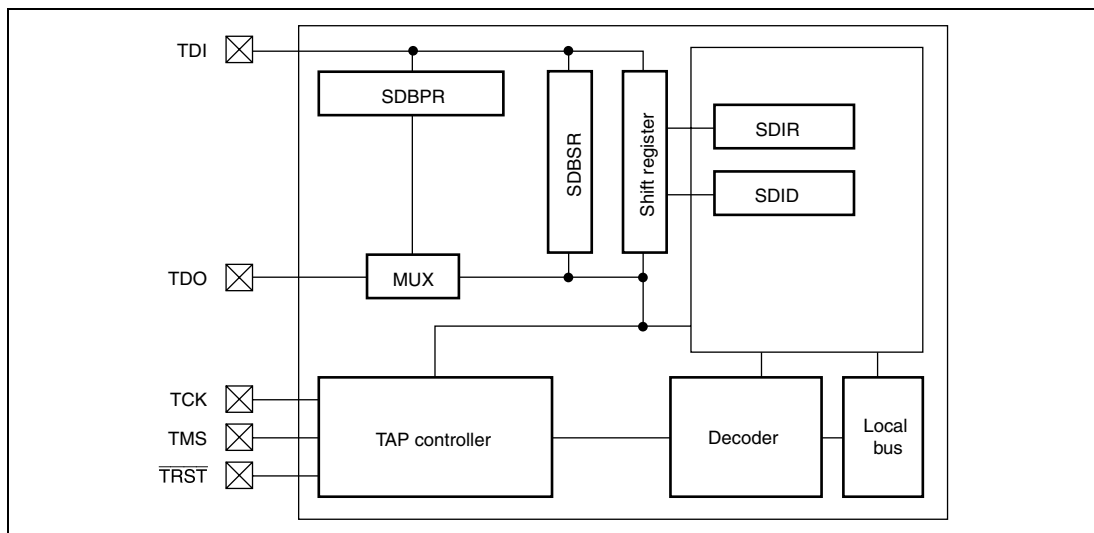 TDI
SDBPR
SDBSR
Shift register
SDIR
SDID
TDO
MUX
TCK
TMS
TRST
TAP controller
Decoder
Local
bus